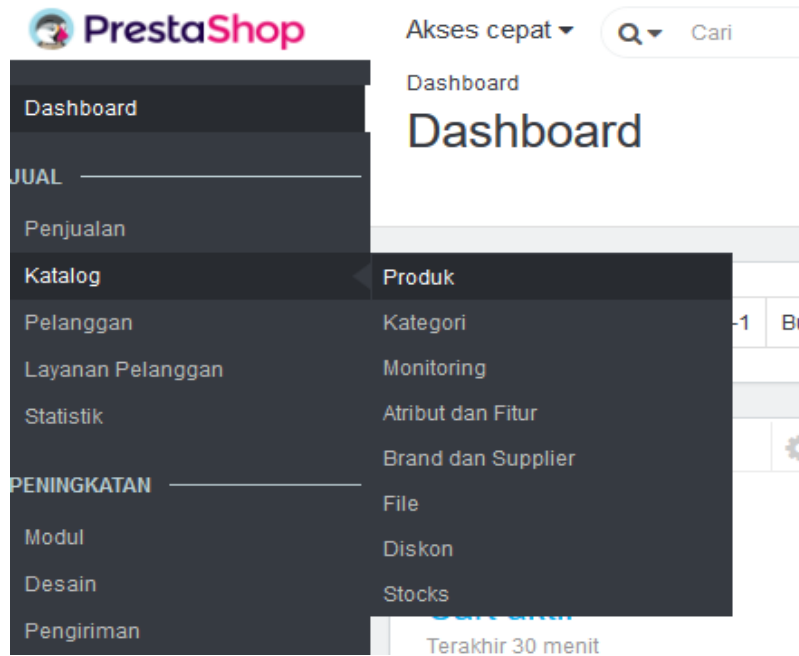 PrestaShop
Akses cepat
Cari
Dashboard
Dashboard
Dashboard
JUAL
Penjualan
Katalog
Pelanggan
Layanan Pelanggan
Statistik
PENINGKATAN
Modul
Desain
Pengiriman
Produk
Kategori
Monitoring
Atribut dan Fitur
Brand dan Supplier
File
Diskon
Stocks
-1
Terakhir 30 menit